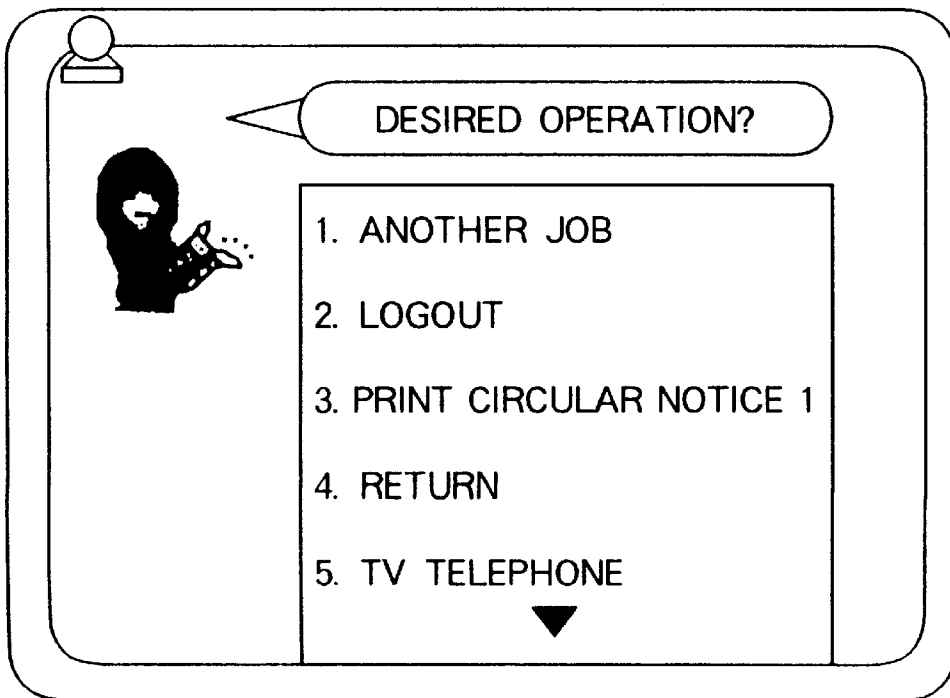 DESIRED OPERATION?
1. ANOTHER JOB
2. LOGOUT
3. PRINT CIRCULAR NOTICE 1
4. RETURN
5. TV TELEPHONE